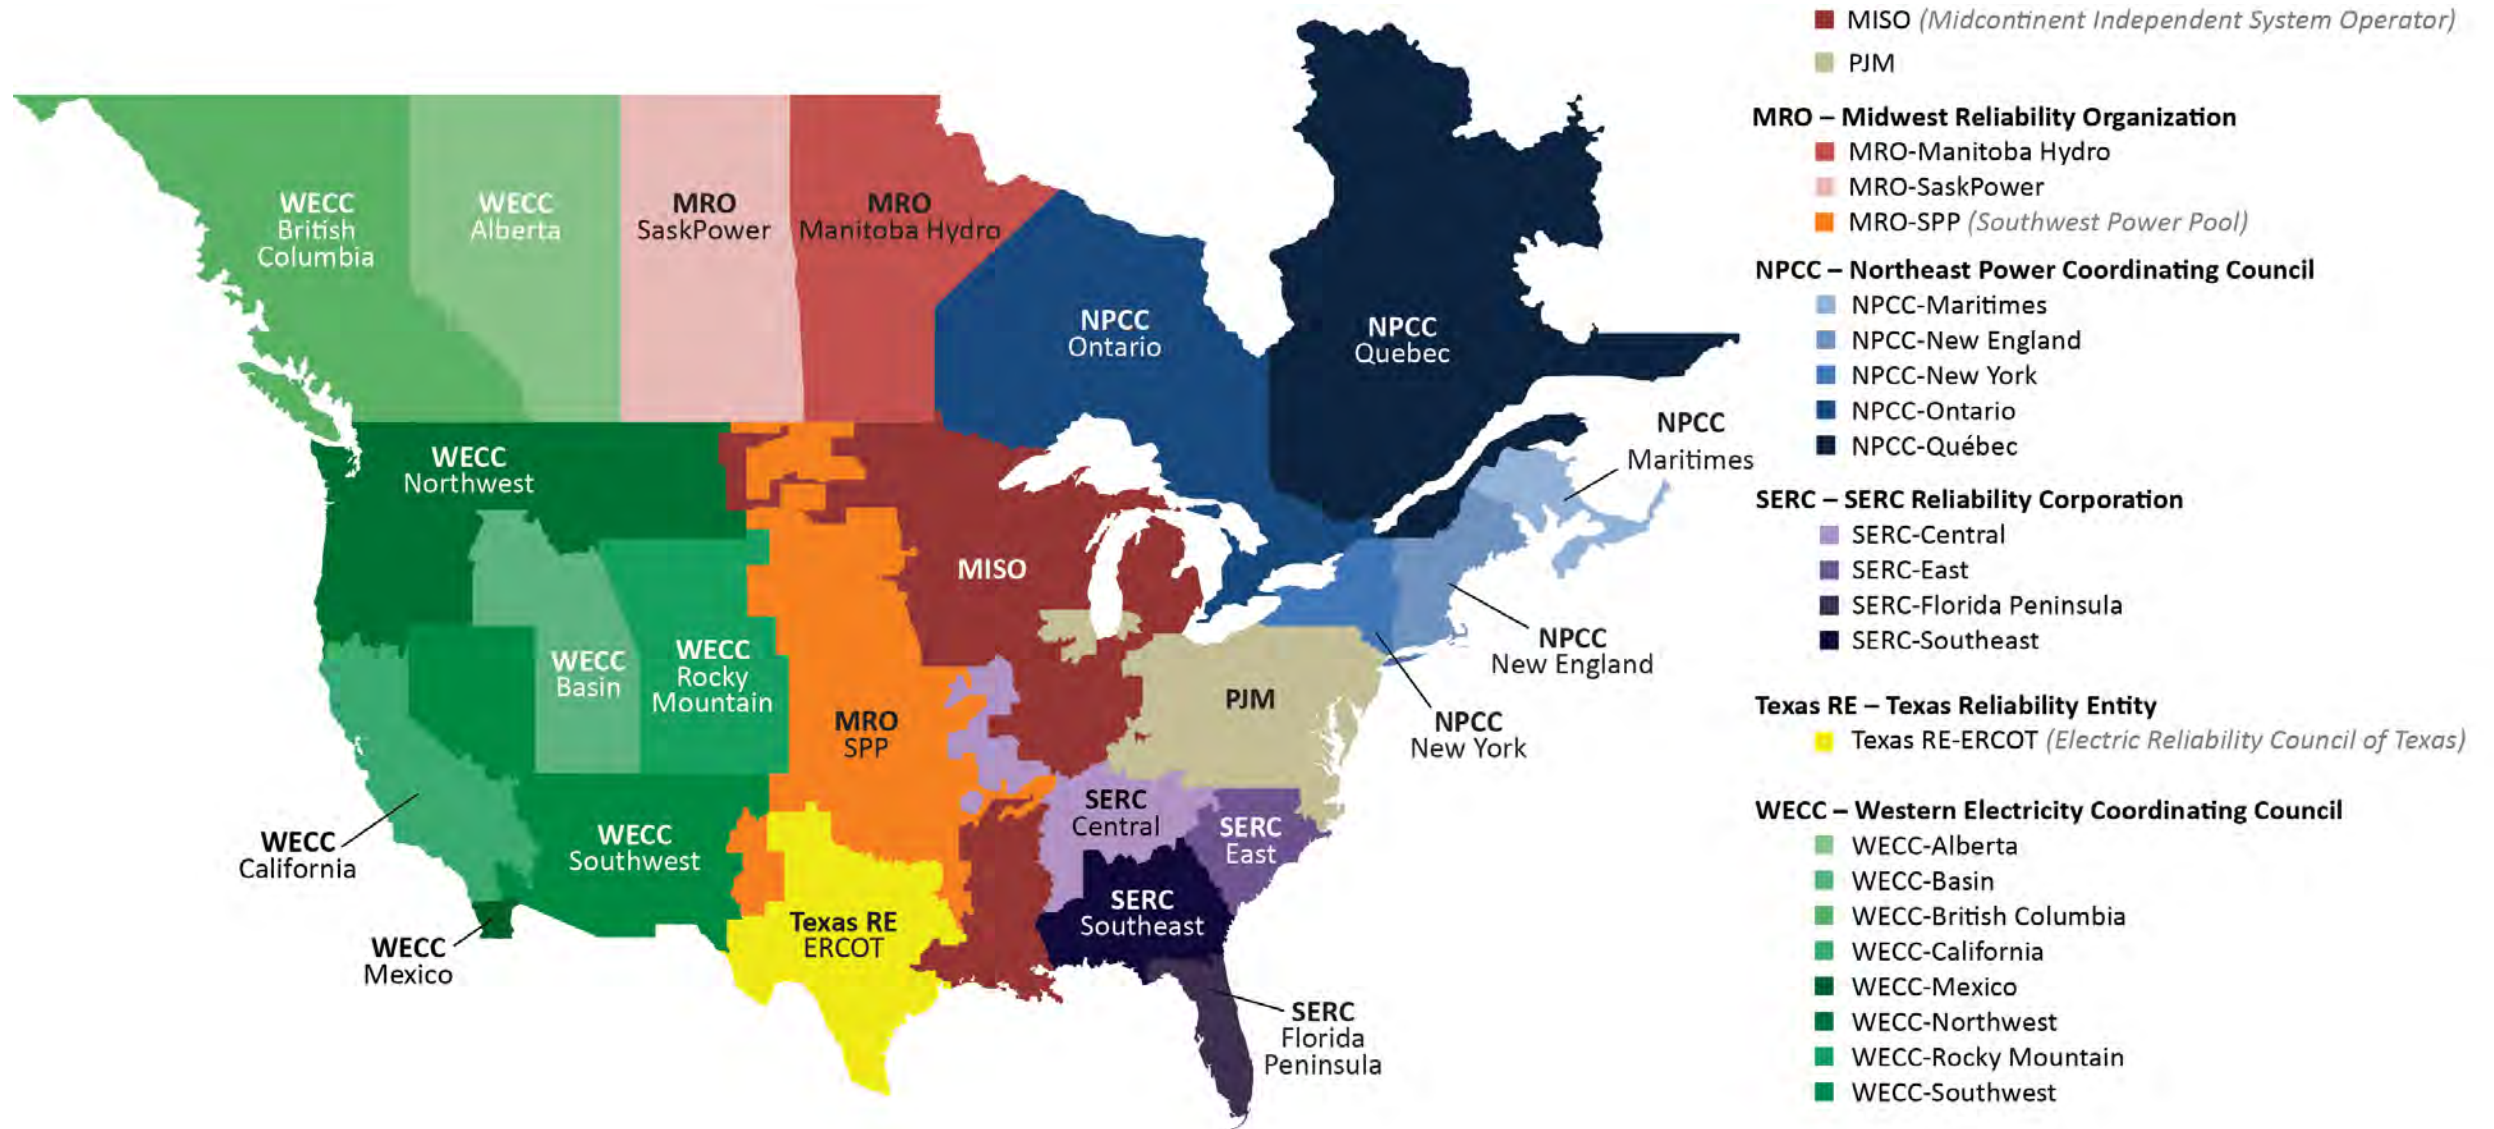 WECC
British
Columbia
WECC
Alberta
MRO
SaskPower
MRO
Manitoba Hydro
NPCC
Ontario
NPCC
Quebec
NPCC
Maritimes
WECC
Northwest
MISO
WECC
Basin
WECC
Rocky
Mountain
MRO
SPP
PJM
NPCC
New England
NPCC
New York
WECC
California
WECC
Southwest
SERC
Central
SERC
East
SERC
Southeast
WECC
Mexico
Texas RE
ERCOT
SERC
Florida
Peninsula
MISO (Midcontinent Independent System Operator)
PJM
MRO – Midwest Reliability Organization
MRO-Manitoba Hydro
MRO-SaskPower
MRO-SPP (Southwest Power Pool)
NPCC – Northeast Power Coordinating Council
NPCC-Maritimes
NPCC-New England
NPCC-New York
NPCC-Ontario
NPCC-Québec
SERC – SERC Reliability Corporation
SERC-Central
SERC-East
SERC-Florida Peninsula
SERC-Southeast
Texas RE – Texas Reliability Entity
Texas RE-ERCOT (Electric Reliability Council of Texas)
WECC – Western Electricity Coordinating Council
WECC-Alberta
WECC-Basin
WECC-British Columbia
WECC-California
WECC-Mexico
WECC-Northwest
WECC-Rocky Mountain
WECC-Southwest